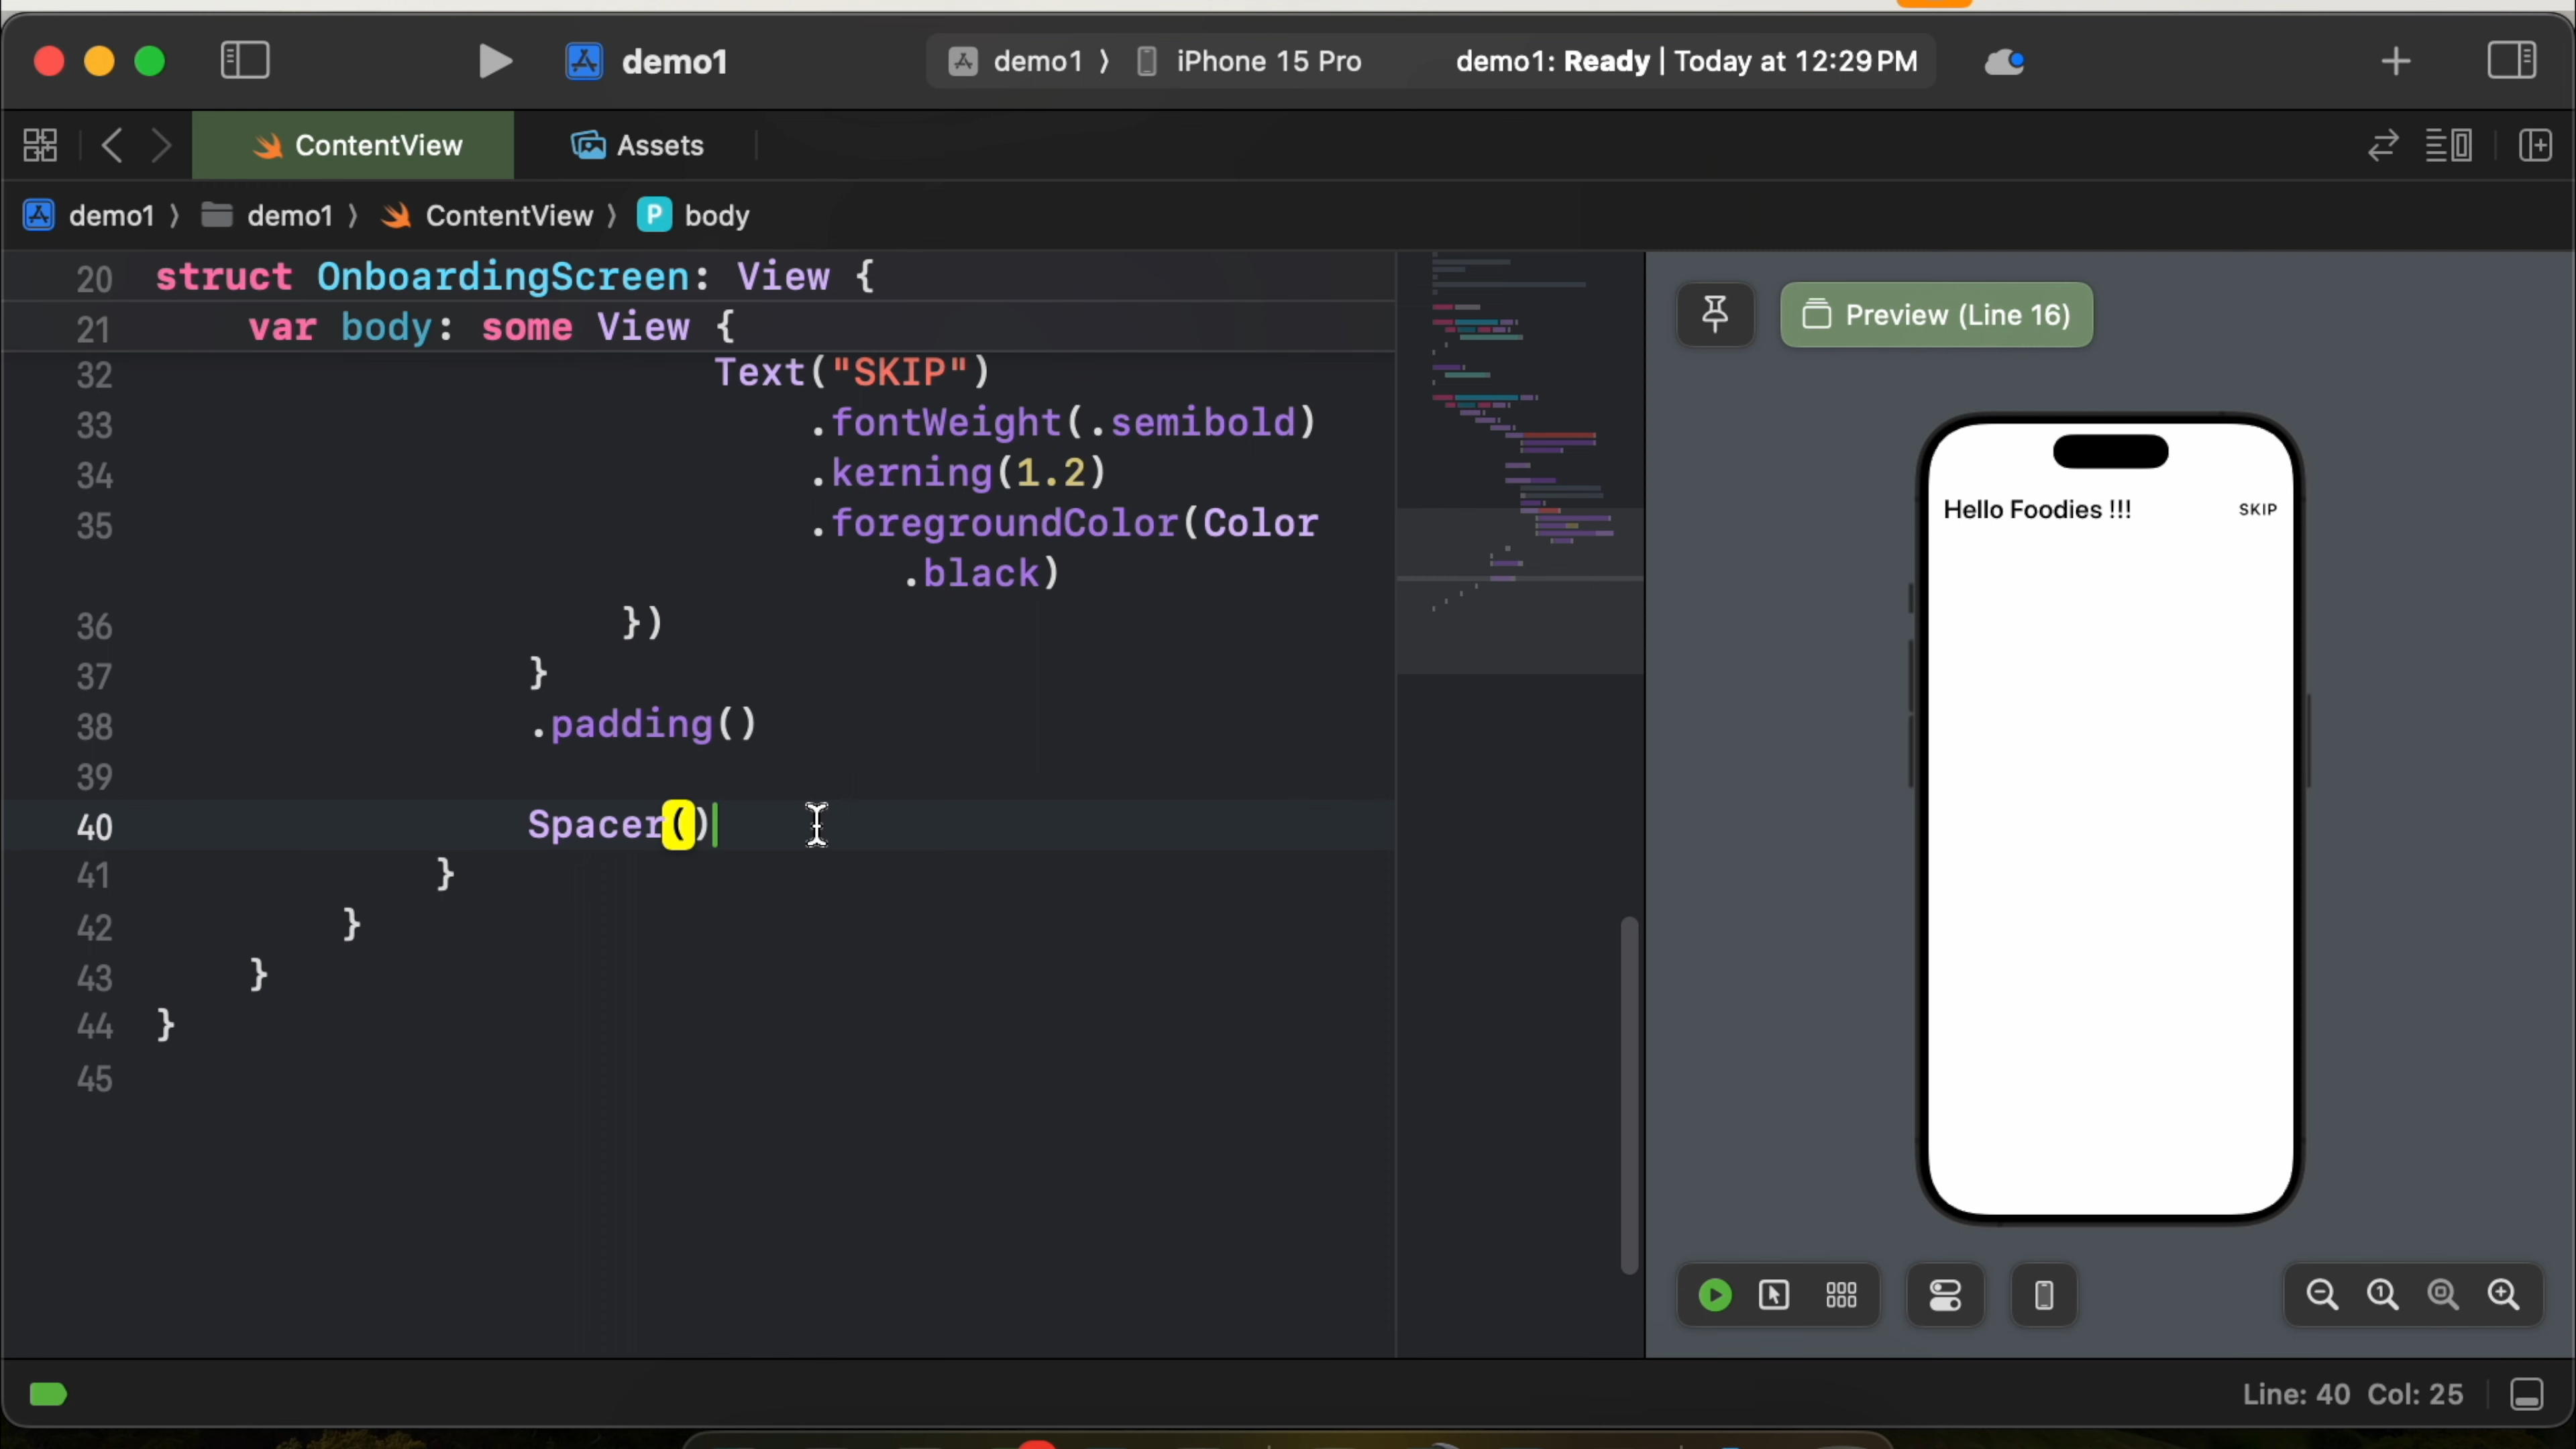 demo1
demo1 ⟩ iPhone 15 Pro
demo1: Ready | Today at 12:29 PM
ContentView
Assets
demo1 ⟩ demo1 ⟩ ContentView ⟩ P body
20 struct OnboardingScreen: View {
21 var body: some View {
32 Text("SKIP")
33 .fontWeight(.semibold)
34 .kerning(1.2)
35 .foregroundColor(Color
.black)
36 })
37 }
38 .padding()
39
40 Spacer()
41 }
42 }
43 }
44 }
45
Preview (Line 16)
Hello Foodies !!!
SKIP
Line: 40 Col: 25